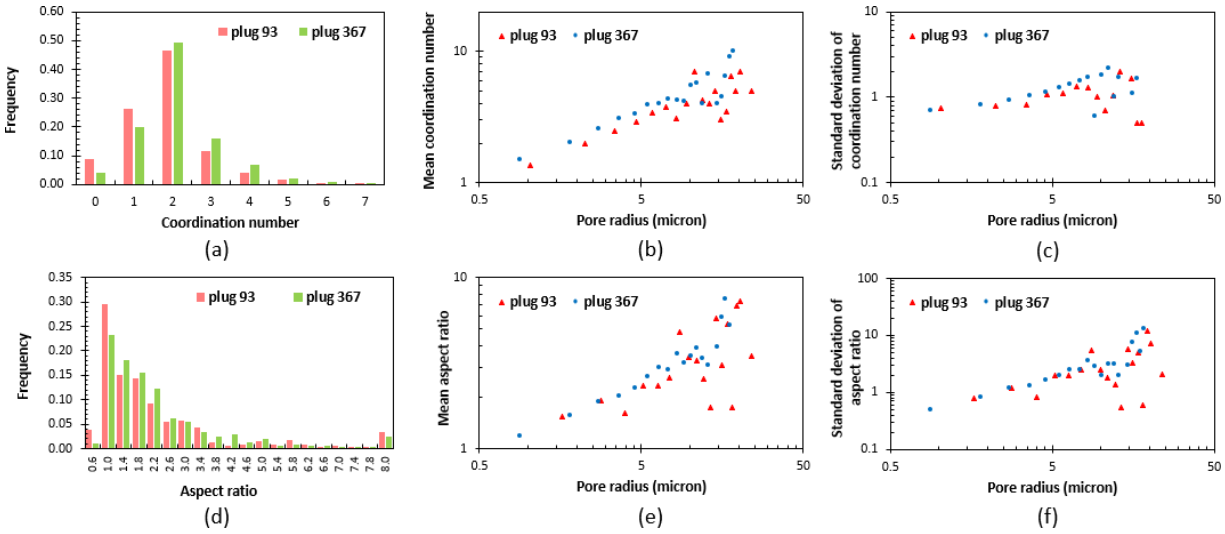 0.60
0.50
0.40
0.30
0.20
0.10
0.00
Frequency
plug 93
plug 367
0 1 2 3 4 5 6 7
Coordination number
(a)
10
1
Mean coordination number
plug 93
plug 367
0.5 5 50
Pore radius (micron)
(b)
10
1
0.1
Standard deviation of
coordination number
plug 93
plug 367
0.5 5 50
Pore radius (micron)
(c)
0.35
0.30
0.25
0.20
0.15
0.10
0.05
0.00
Frequency
plug 93
plug 367
0.6 1.0 1.4 1.8 2.2 2.6 3.0 3.4 3.8 4.2 4.6 5.0 5.4 5.8 6.2 6.6 7.0 7.4 7.8 8.0
Aspect ratio
(d)
10
1
Mean aspect ratio
plug 93
plug 367
0.5 5 50
Pore radius (micron)
(e)
100
10
1
0.1
Standard deviation of
aspect ratio
plug 93
plug 367
0.5 5 50
Pore radius (micron)
(f)